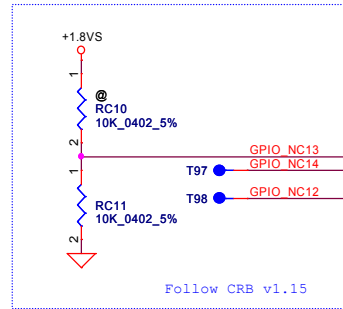 +1.8VS
1
@
RC10
10K_0402_5%
2
GPIO_NC13
1
T97
GPIO_NC14
RC11
10K_0402_5%
T98
GPIO_NC12
2
Follow CRB v1.15